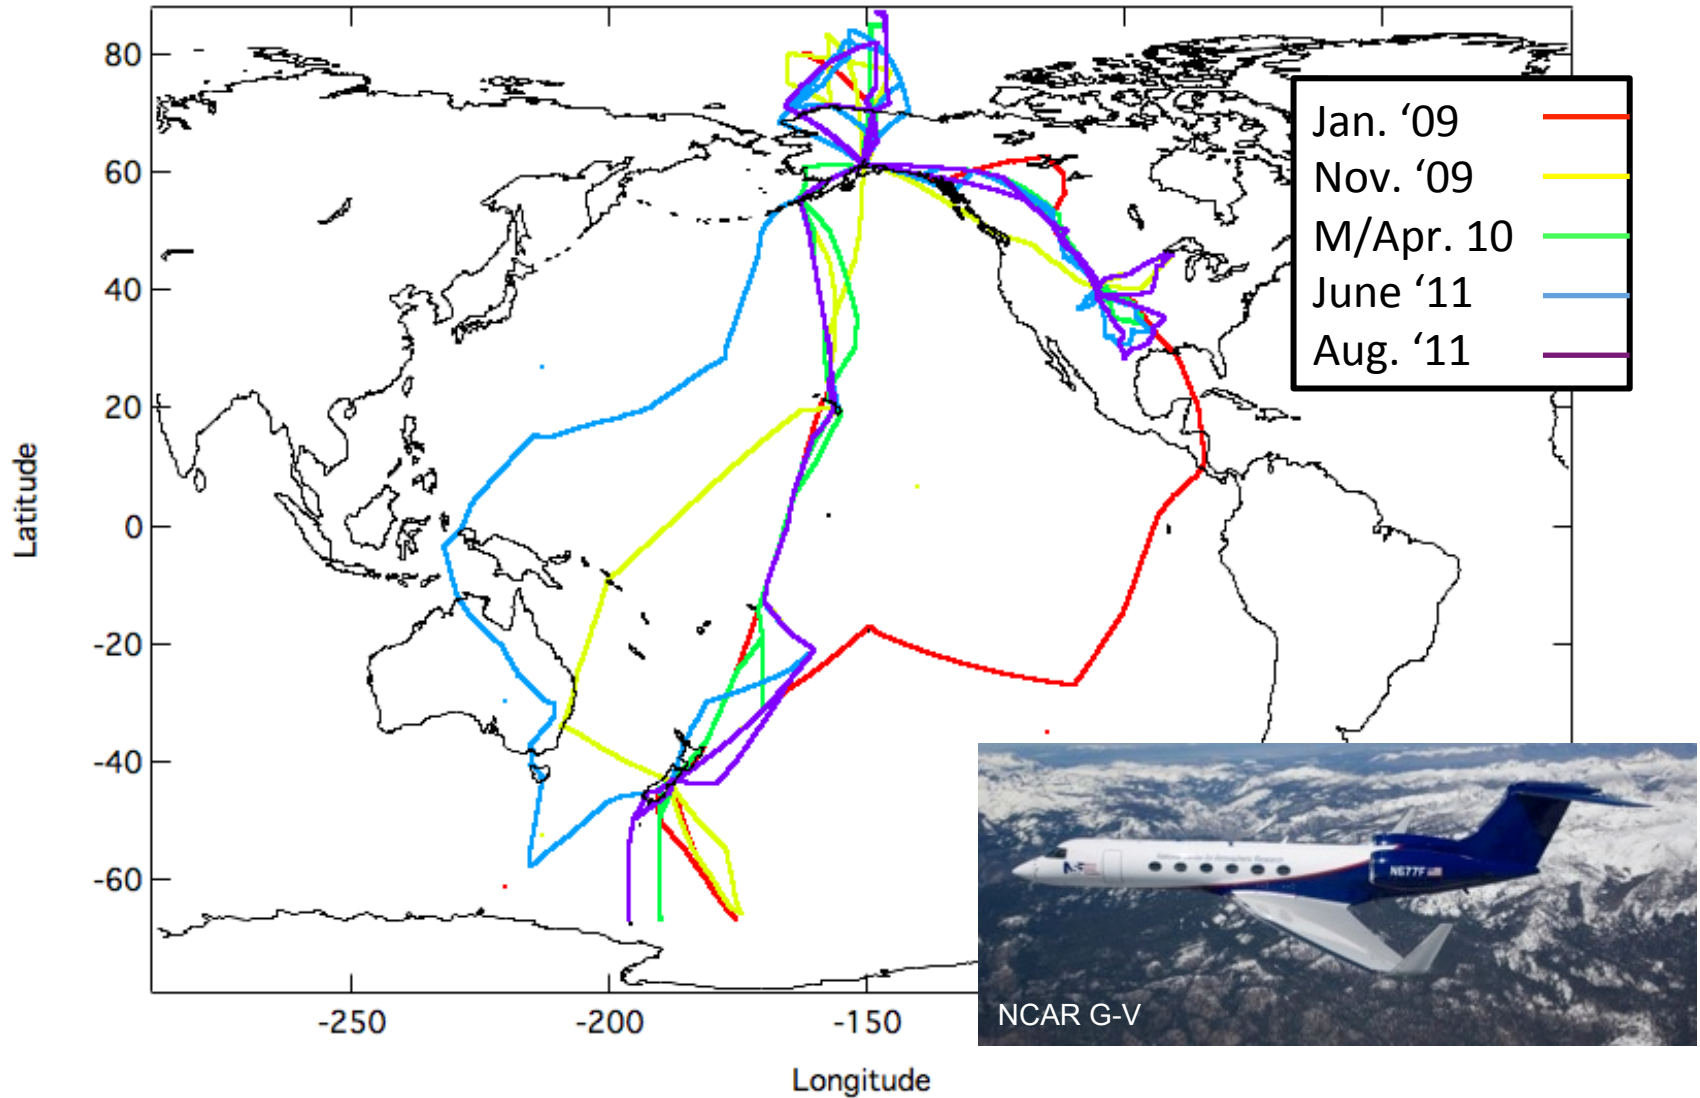 80
60
40
20
0
-20
-40
-60
Latitude
-250
-200
-150
Longitude
Jan. ‘09
Nov. ‘09
M/Apr. 10
June ‘11
Aug. ‘11
N677F
NCAR G-V